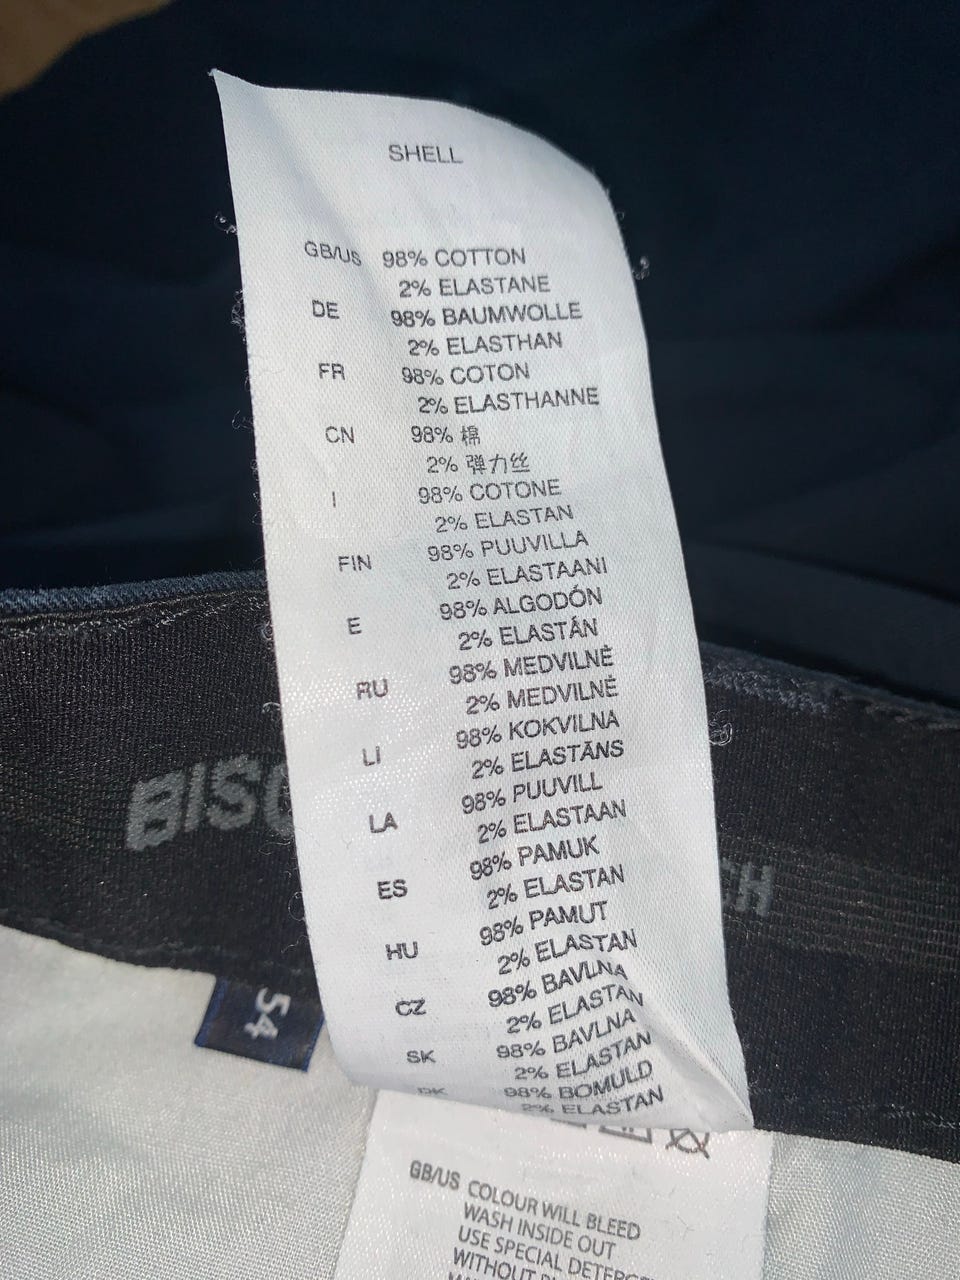 SHELL
GB/US 98% COTTON
2% ELASTANE
DE 98% BAUMWOLLE
2% ELASTHAN
FR 98% COTON
2% ELASTHANNE
CN 98% 棉
2% 弹力丝
I 98% COTONE
2% ELASTAN
FIN 98% PUUVILLA
2% ELASTAANI
E 98% ALGODÓN
2% ELASTÁN
RU 98% MEDVILNĖ
2% MEDVILNĖ
LI 98% KOKVILNA
2% ELASTĀNS
LA 98% PUUVILL
2% ELASTAAN
ES 98% PAMUK
2% ELASTAN
HU 98% PAMUT
2% ELASTAN
CZ 98% BAVLNA
2% ELASTAN
SK 98% BAVLNA
2% ELASTAN
DK 98% BOMULD
2% ELASTAN
54
GB/US COLOUR WILL BLEED
WASH INSIDE OUT
USE SPECIAL
WITHOUT